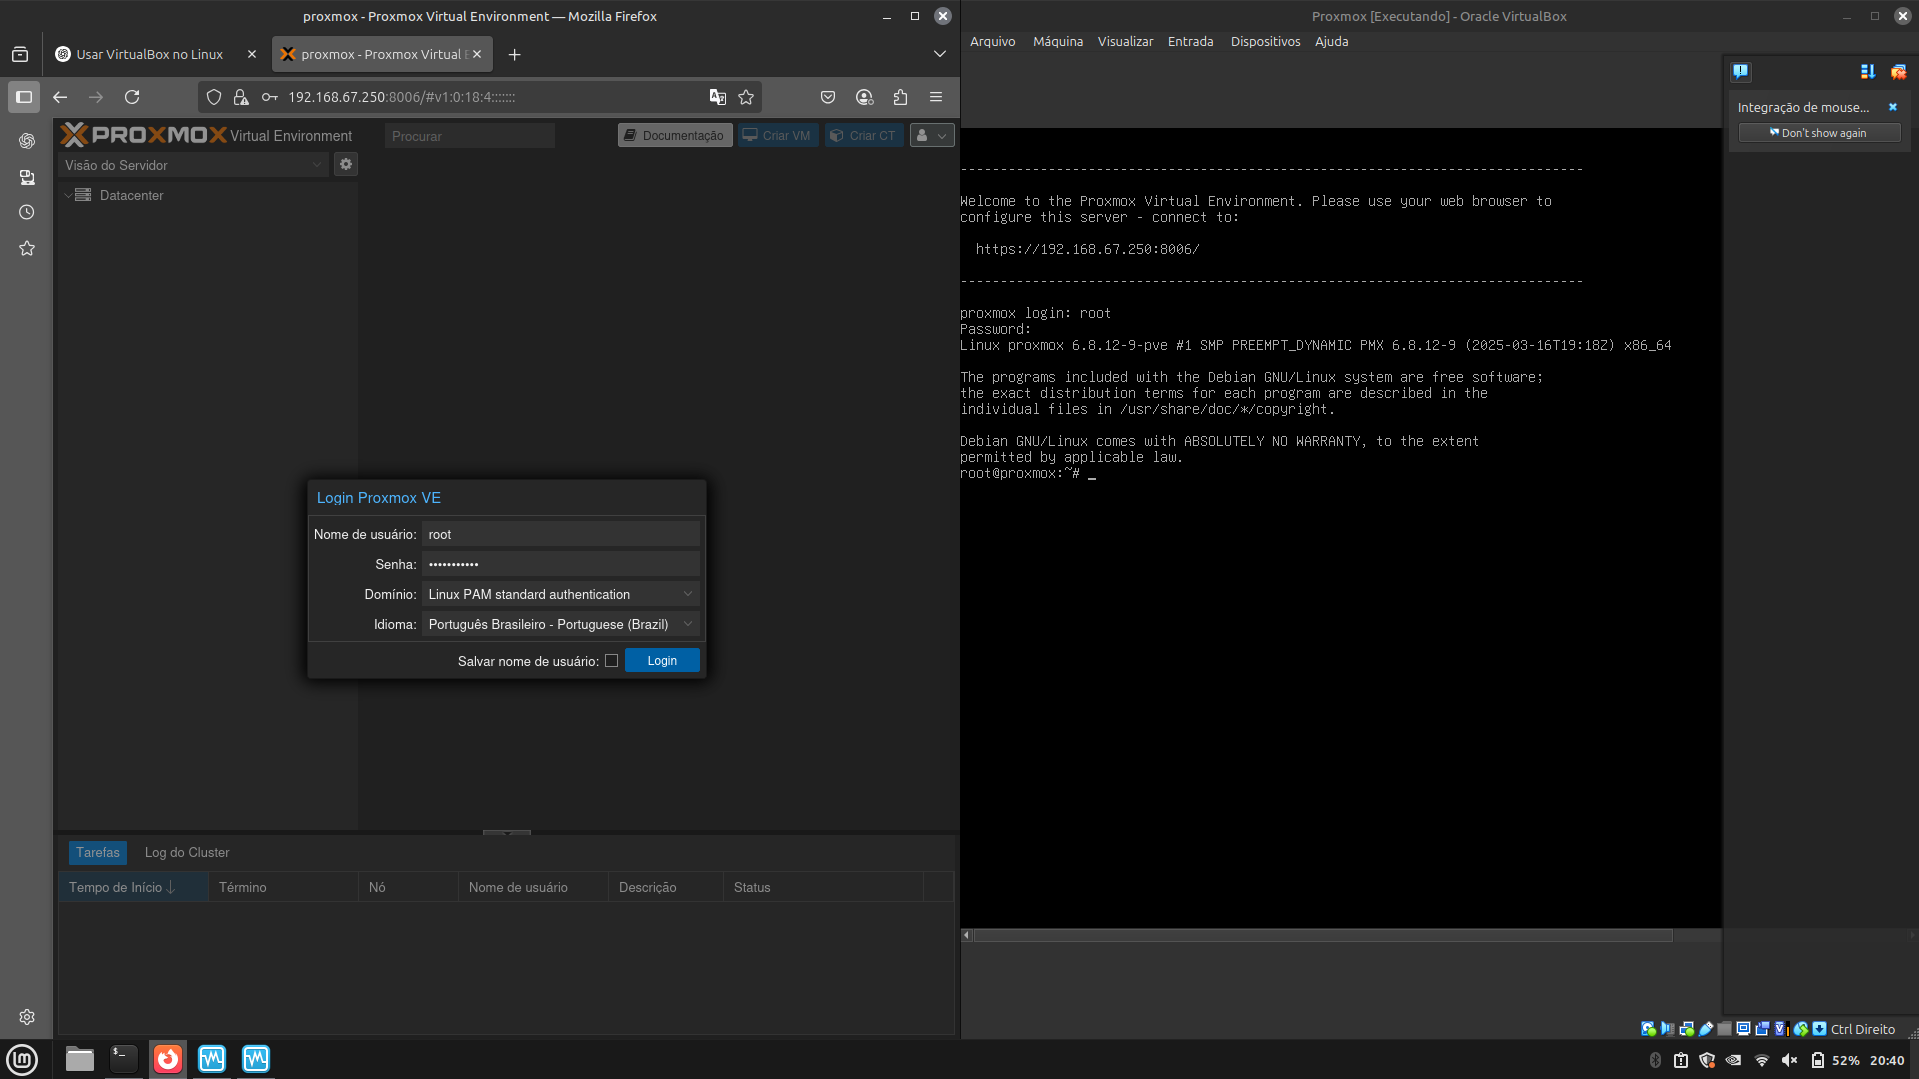 proxmox - Proxmox Virtual Environment — Mozilla Firefox
Usar VirtualBox no Linux
proxmox - Proxmox Virtual E
192.168.67.250:8006/#v1:0:18:4:::::::
PROXMOX Virtual Environment
Procurar
Documentação
Criar VM
Criar CT
Visão do Servidor
Datacenter
Login Proxmox VE
Nome de usuário: root
Senha: •••••••••••
Domínio: Linux PAM standard authentication
Idioma: Português Brasileiro - Portuguese (Brazil)
Salvar nome de usuário:
Login
Tarefas
Log do Cluster
Tempo de Início
Término
Nó
Nome de usuário
Descrição
Status
Proxmox [Executando] - Oracle VirtualBox
Arquivo
Máquina
Visualizar
Entrada
Dispositivos
Ajuda
Integração de mouse...
Don't show again
------------------------------------------------------------------------------
Welcome to the Proxmox Virtual Environment. Please use your web browser to
configure this server - connect to:
https://192.168.67.250:8006/
------------------------------------------------------------------------------
proxmox login: root
Password:
Linux proxmox 6.8.12-9-pve #1 SMP PREEMPT_DYNAMIC PMX 6.8.12-9 (2025-03-16T19:18Z) x86_64
The programs included with the Debian GNU/Linux system are free software;
the exact distribution terms for each program are described in the
individual files in /usr/share/doc/*/copyright.
Debian GNU/Linux comes with ABSOLUTELY NO WARRANTY, to the extent
permitted by applicable law.
root@proxmox:~# _
Ctrl Direito
52%
20:40